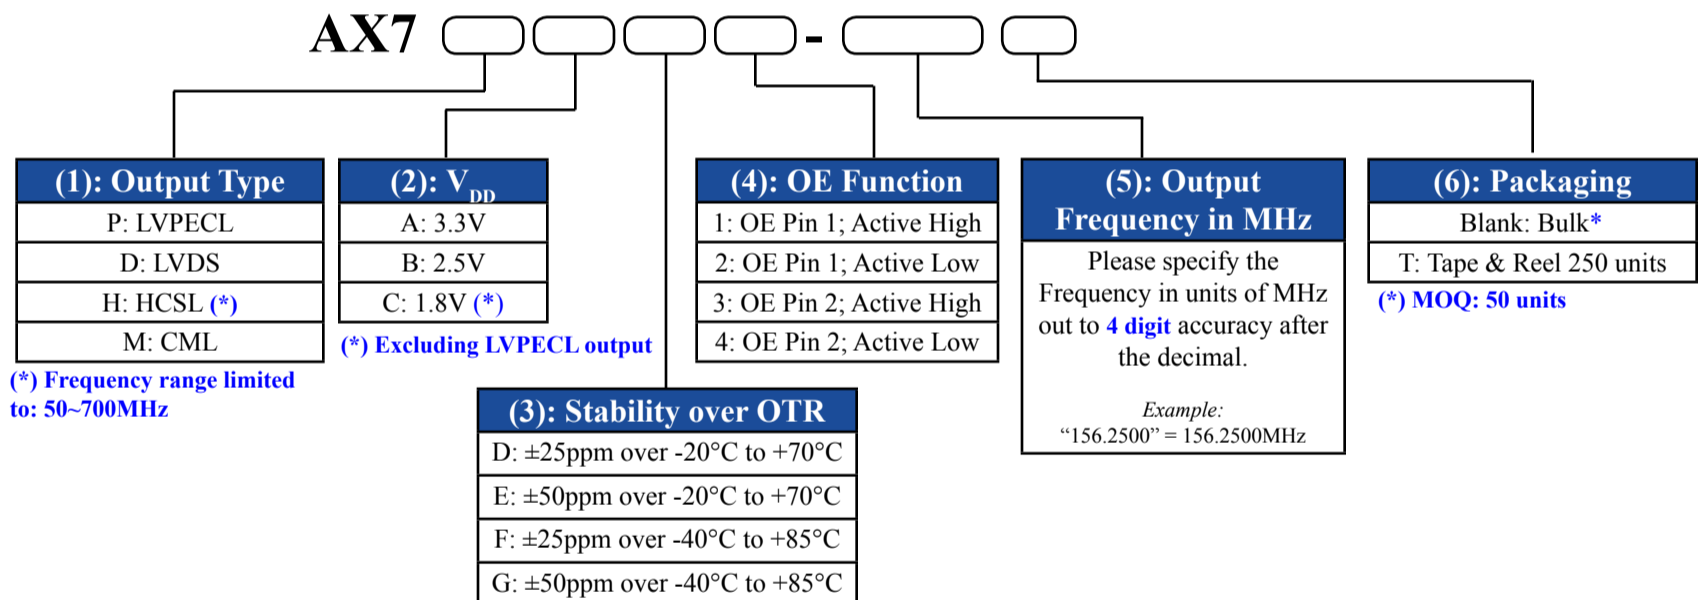 AX7 -
(1): Output Type
P: LVPECL
D: LVDS
H: HCSL (*)
M: CML
(*) Frequency range limited
to: 50~700MHz
(2): VDD
A: 3.3V
B: 2.5V
C: 1.8V (*)
(*) Excluding LVPECL output
(3): Stability over OTR
D: ±25ppm over -20°C to +70°C
E: ±50ppm over -20°C to +70°C
F: ±25ppm over -40°C to +85°C
G: ±50ppm over -40°C to +85°C
(4): OE Function
1: OE Pin 1; Active High
2: OE Pin 1; Active Low
3: OE Pin 2; Active High
4: OE Pin 2; Active Low
(5): Output
Frequency in MHz
Please specify the
Frequency in units of MHz
out to 4 digit accuracy after
the decimal.
Example:
“156.2500” = 156.2500MHz
(6): Packaging
Blank: Bulk*
T: Tape & Reel 250 units
(*) MOQ: 50 units